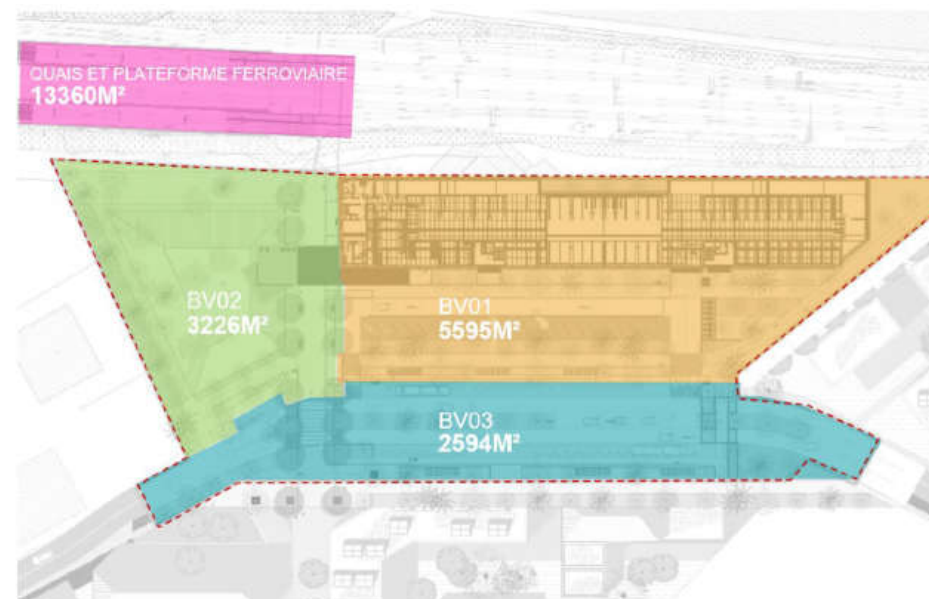 QUAIS ET PLATEFORME FERROVIAIRE
13360M²
BV02
3226M²
BV01
5595M²
BV03
2594M²